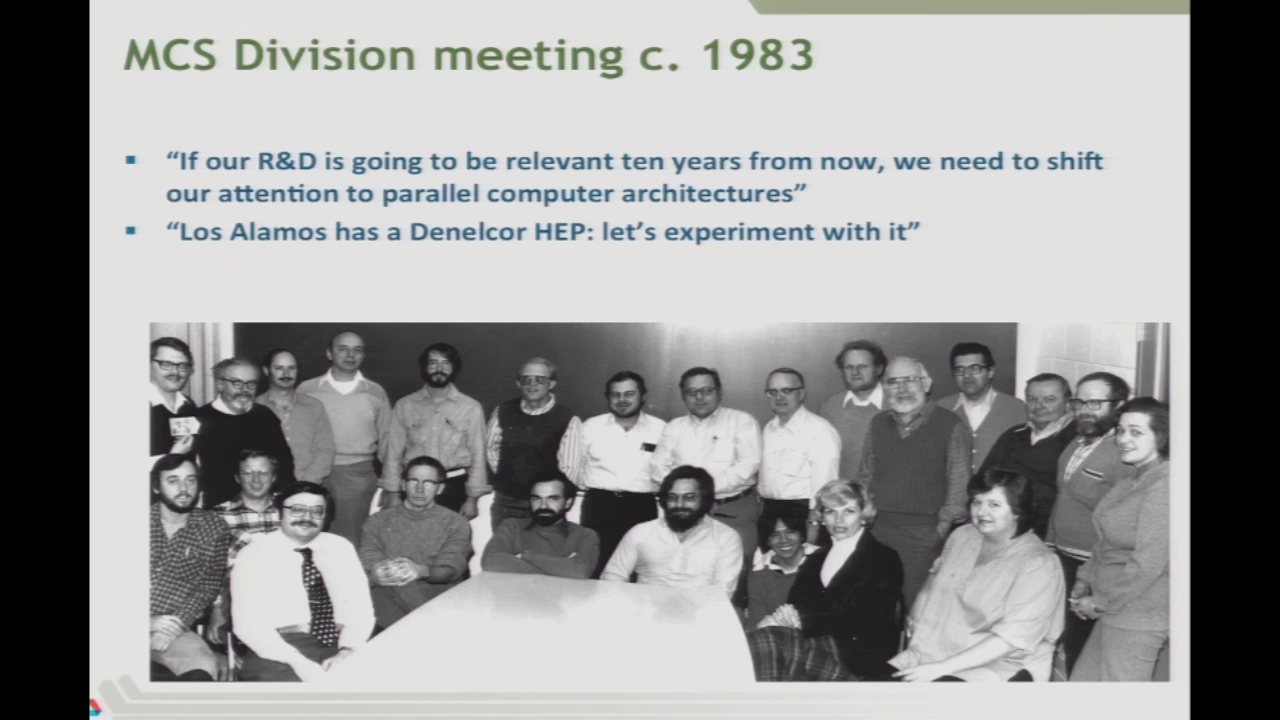 MCS Division meeting c. 1983
▪ “If our R&D is going to be relevant ten years from now, we need to shift
our attention to parallel computer architectures”
▪ “Los Alamos has a Denelcor HEP: let’s experiment with it”